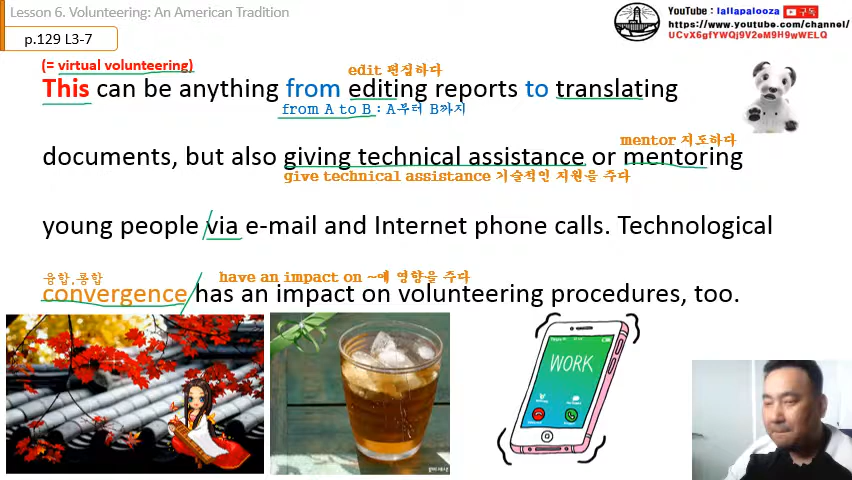 Lesson 6. Volunteering: An American Tradition
YouTube : lallapalooza 구독
https://www.youtube.com/channel/
UCvX6gfYWQj9V2eM9H9wWELQ
p.129 L3-7
(= virtual volunteering)
edit 편집하다
This can be anything from editing reports to translating
from A to B : A부터 B까지
mentor 지도하다
documents, but also giving technical assistance or mentoring
give technical assistance 기술적인 지원을 주다
young people via e-mail and Internet phone calls. Technological
융합,통합
have an impact on ~에 영향을 주다
convergence has an impact on volunteering procedures, too.
WORK